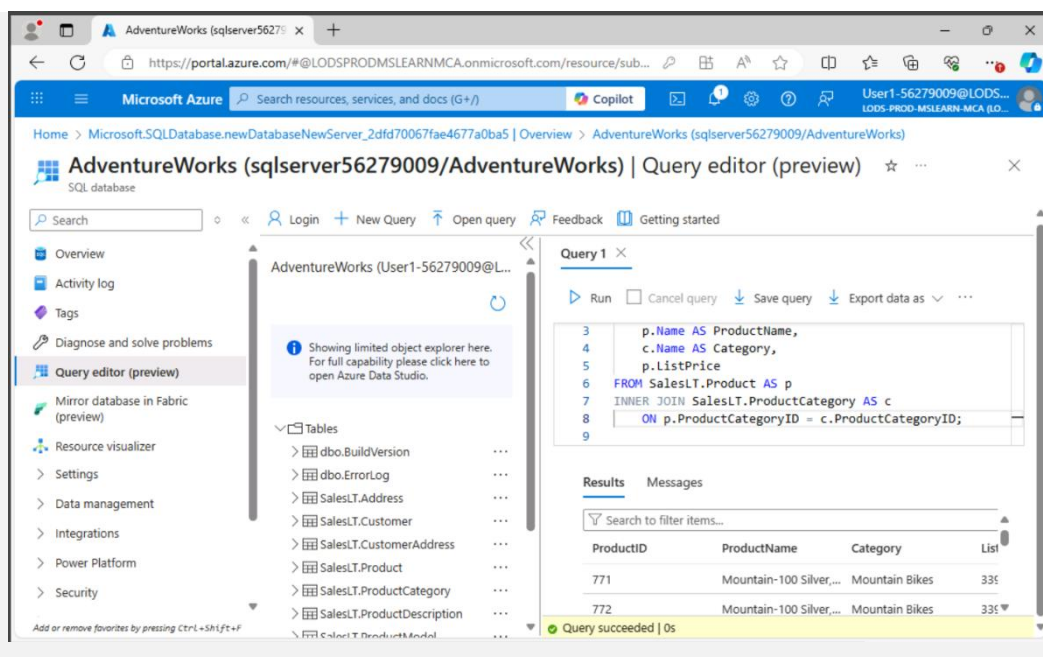 AdventureWorks (sqlserver56279
https://portal.azure.com/#@LODSPRODMSLEARNMCA.onmicrosoft.com/resource/sub...
Microsoft Azure
Search resources, services, and docs (G+/)
Copilot
User1-56279009@LODS...
LODS-PROD-MSLEARN-MCA (LO...
Home > Microsoft.SQLDatabase.newDatabaseNewServer_2dfd70067fae4677a0ba5 | Overview > AdventureWorks (sqlserver56279009/AdventureWorks)
AdventureWorks (sqlserver56279009/AdventureWorks) | Query editor (preview)
SQL database
Search
Overview
Activity log
Tags
Diagnose and solve problems
Query editor (preview)
Mirror database in Fabric
(preview)
Resource visualizer
Settings
Data management
Integrations
Power Platform
Security
Add or remove favorites by pressing Ctrl+Shift+F
Login
New Query
Open query
Feedback
Getting started
AdventureWorks (User1-56279009@L...
Showing limited object explorer here.
For full capability please click here to
open Azure Data Studio.
Tables
dbo.BuildVersion
dbo.ErrorLog
SalesLT.Address
SalesLT.Customer
SalesLT.CustomerAddress
SalesLT.Product
SalesLT.ProductCategory
SalesLT.ProductDescription
SalesLT.ProductModel
Query 1
Run
Cancel query
Save query
Export data as
3 p.Name AS ProductName,
4 c.Name AS Category,
5 p.ListPrice
6 FROM SalesLT.Product AS p
7 INNER JOIN SalesLT.ProductCategory AS c
8 ON p.ProductCategoryID = c.ProductCategoryID;
9
Results Messages
Search to filter items...
ProductID ProductName Category List
771 Mountain-100 Silver,... Mountain Bikes 339
772 Mountain-100 Silver,... Mountain Bikes 339
Query succeeded | 0s